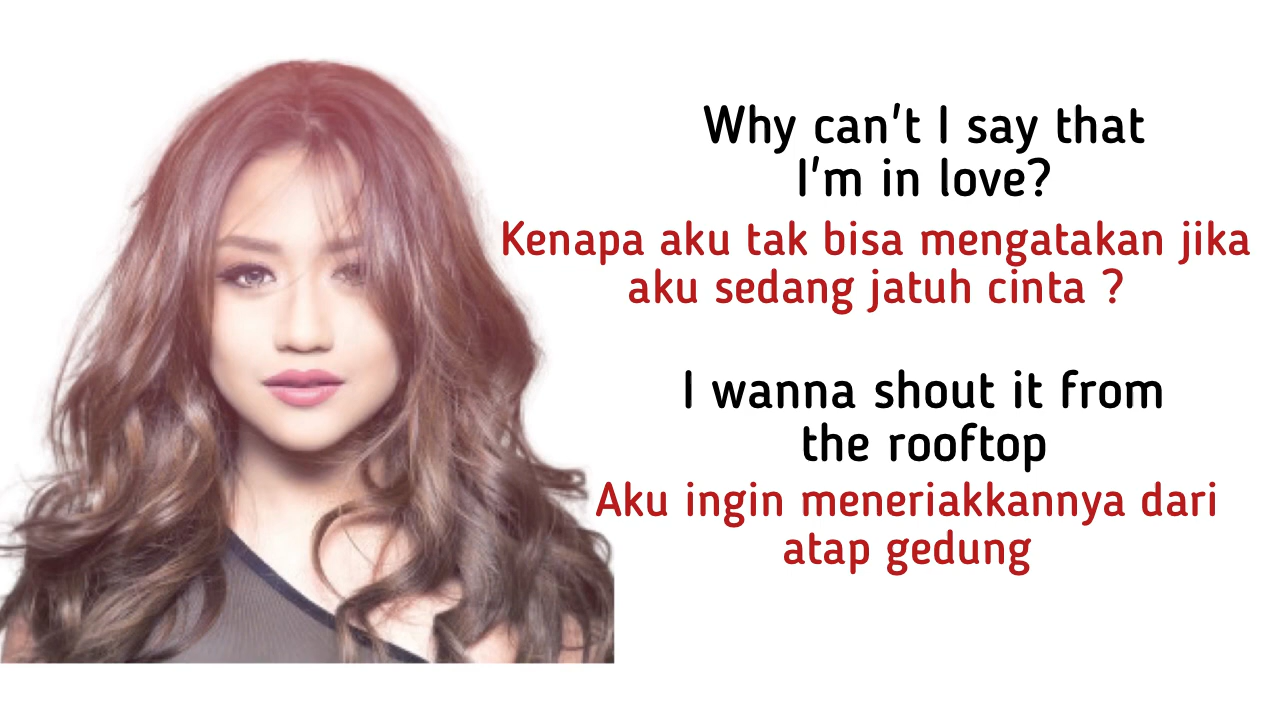 Why can't I say that
I'm in love?
Kenapa aku tak bisa mengatakan jika
aku sedang jatuh cinta ?
I wanna shout it from
the rooftop
Aku ingin meneriakkannya dari
atap gedung